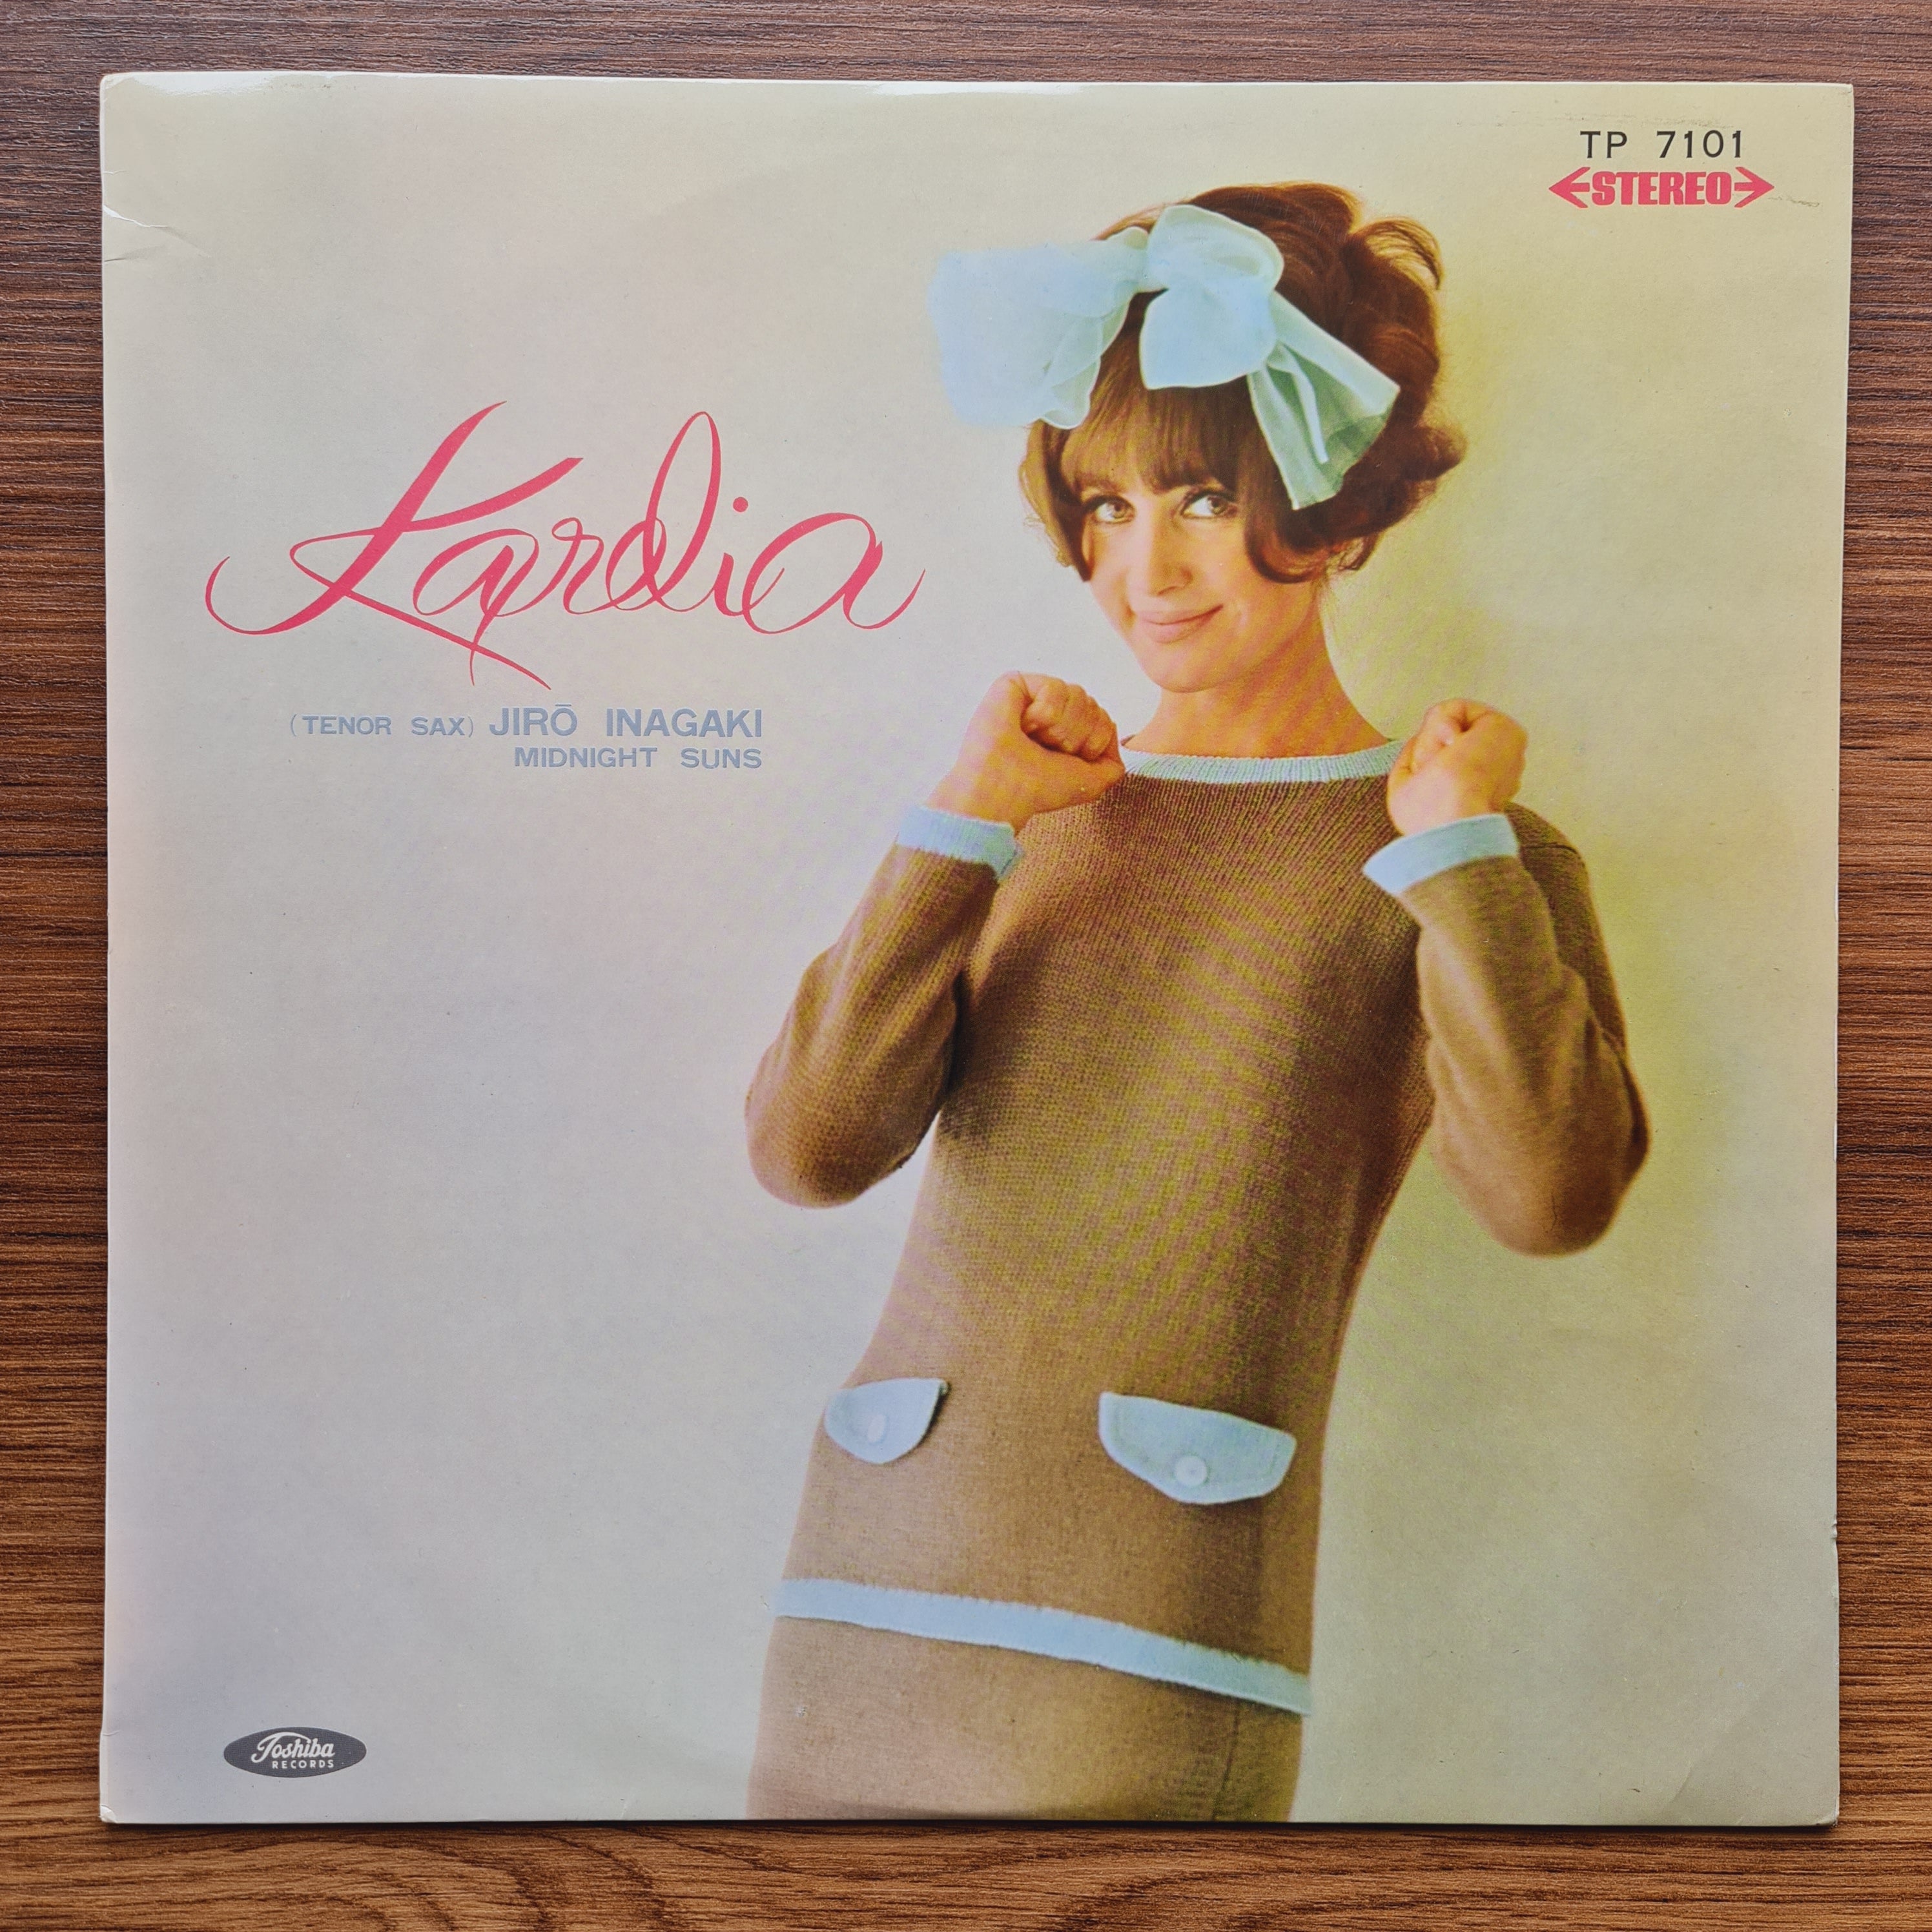 TP 7101
STEREO
Kardia
(TENOR SAX) JIRŌ INAGAKI
MIDNIGHT SUNS
Toshiba
RECORDS